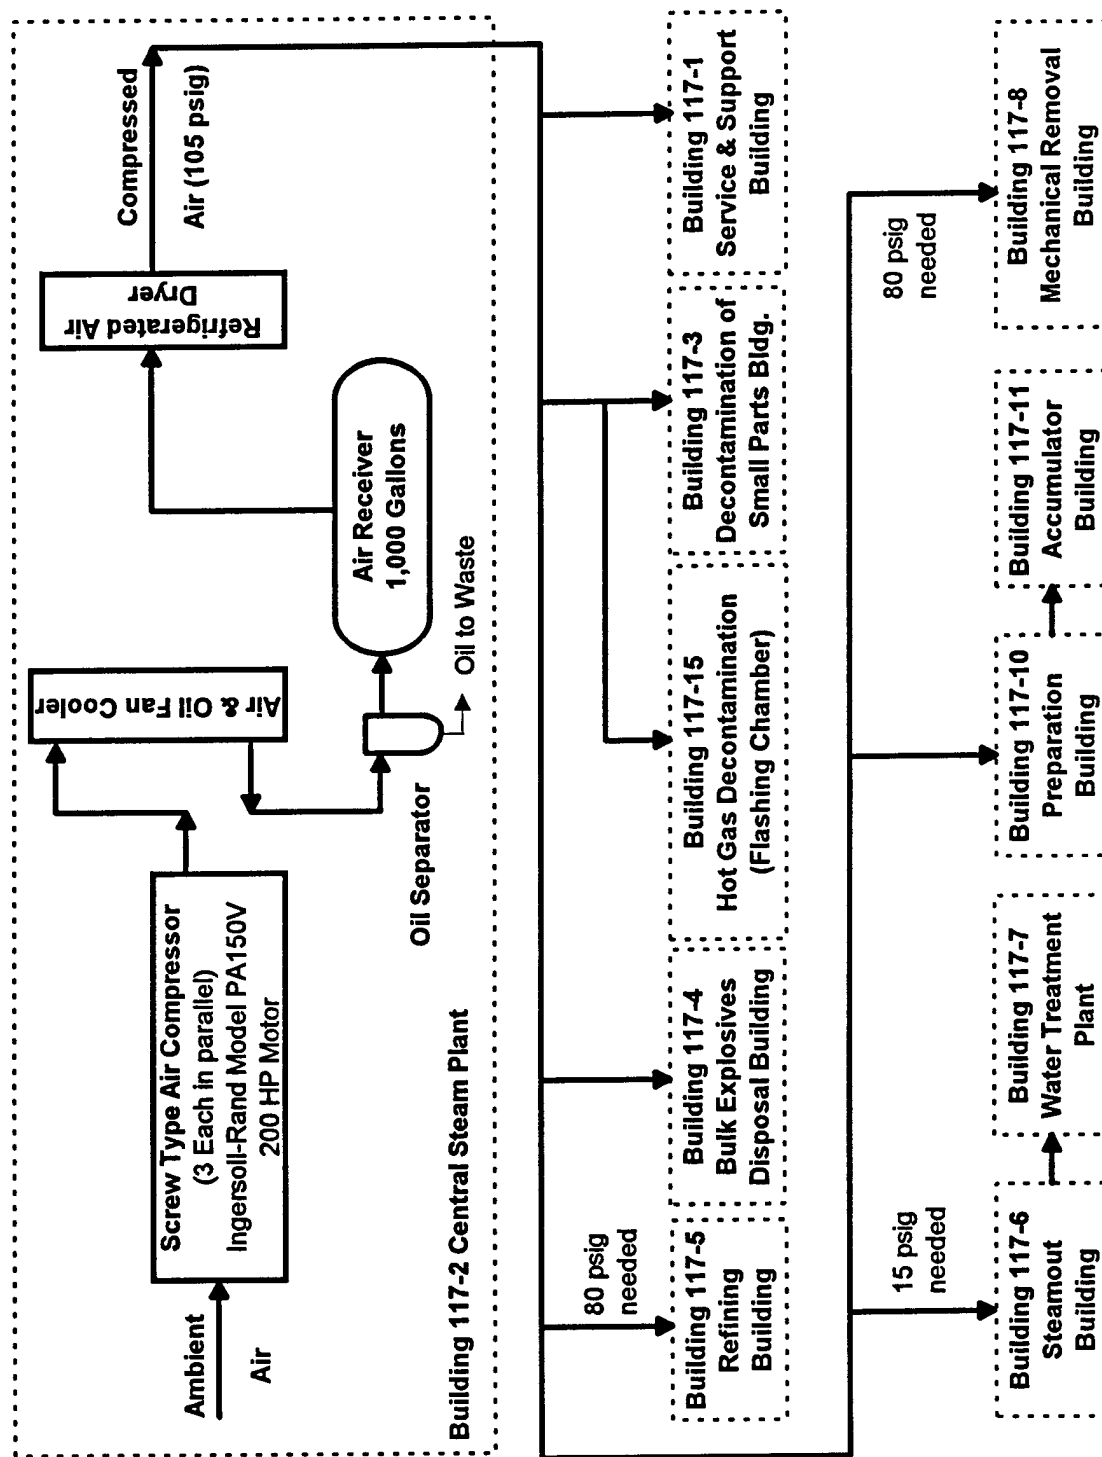 Ambient
Air
Screw Type Air Compressor
(3 Each in parallel)
Ingersoll-Rand Model PA150V
200 HP Motor
Air & Oil Fan Cooler
Oil Separator
Oil to Waste
Air Receiver
1,000 Gallons
Refrigerated Air
Dryer
Compressed
Air (105 psig)
Building 117-2 Central Steam Plant
80 psig
needed
Building 117-5
Refining
Building
Building 117-4
Bulk Explosives
Disposal Building
Building 117-15
Hot Gas Decontamination
(Flashing Chamber)
Building 117-3
Decontamination of
Small Parts Bldg.
Building 117-1
Service & Support
Building
15 psig
needed
Building 117-6
Steamout
Building
Building 117-7
Water Treatment
Plant
Building 117-10
Preparation
Building
Building 117-11
Accumulator
Building
80 psig
needed
Building 117-8
Mechanical Removal
Building